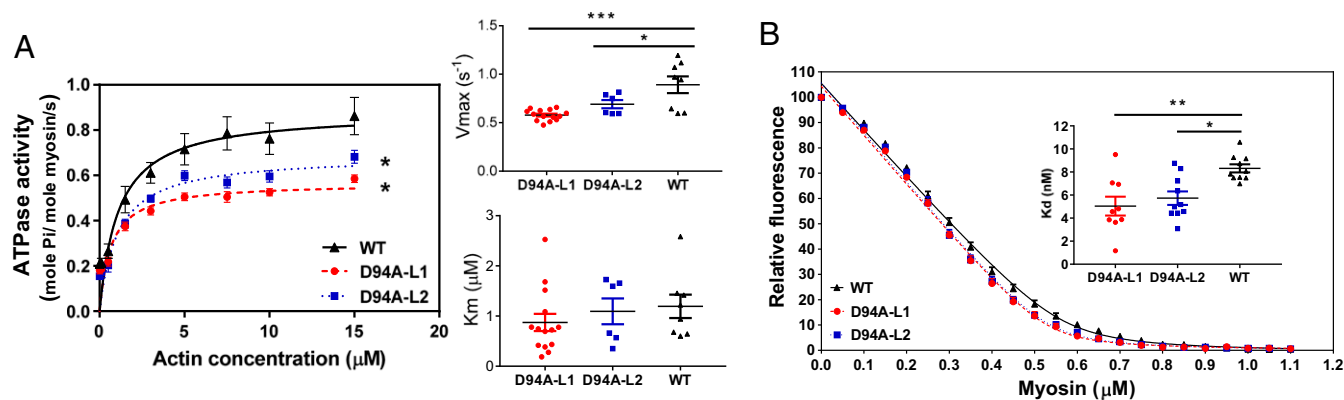 A
ATPase activity
(mole Pi/ mole myosin/s)
1.0
0.8
0.6
0.4
0.2
0.0
0
5
10
15
20
Actin concentration (μM)
WT
D94A-L1
D94A-L2
*
*
Vmax (s-1)
1.5
1.0
0.5
0.0
***
*
D94A-L1 D94A-L2 WT
Km (μM)
3
2
1
0
D94A-L1 D94A-L2 WT
B
Relative fluorescence
110
100
90
80
70
60
50
40
30
20
10
0
WT
D94A-L1
D94A-L2
0.0 0.1 0.2 0.3 0.4 0.5 0.6 0.7 0.8 0.9 1.0 1.1 1.2
Myosin (μM)
Kd (nM)
12
10
8
6
4
2
0
**
*
D94A-L1 D94A-L2 WT